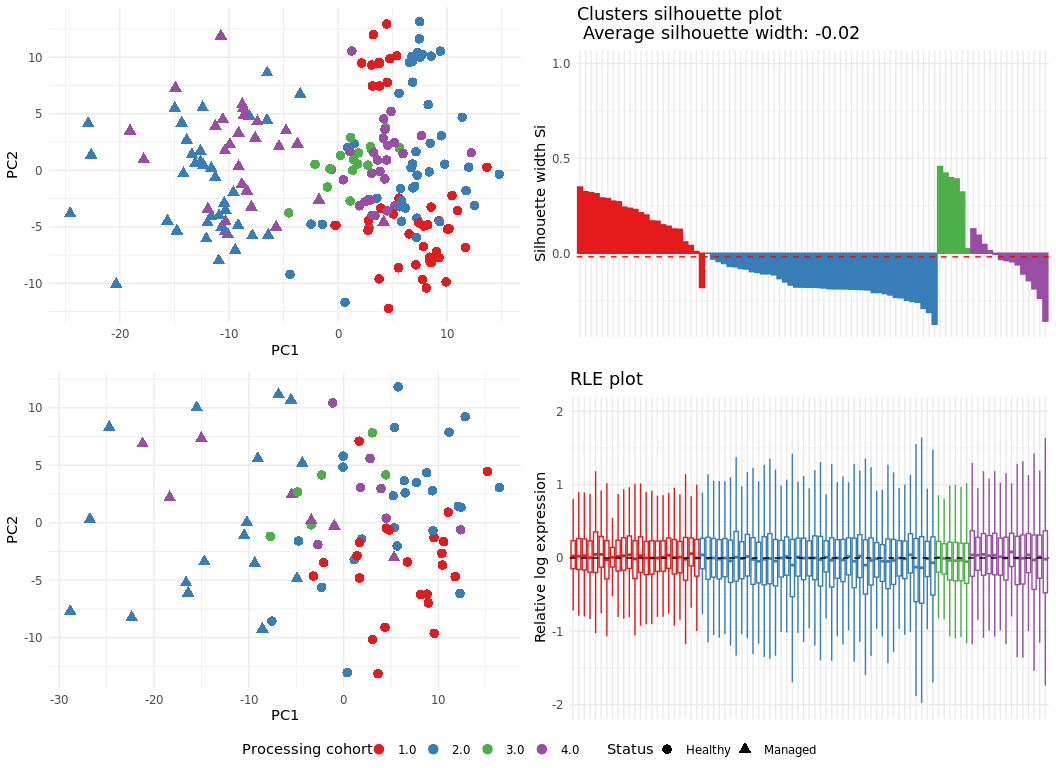 10
5
0
-5
-10
PC2
-20
-10
0
10
PC1
Clusters silhouette plot
Average silhouette width: -0.02
1.0
0.5
0.0
Silhouette width Si
10
5
0
-5
-10
PC2
-30
-20
-10
0
10
PC1
RLE plot
2
1
0
-1
-2
Relative log expression
Processing cohort 1.0 2.0 3.0 4.0 Status Healthy Managed